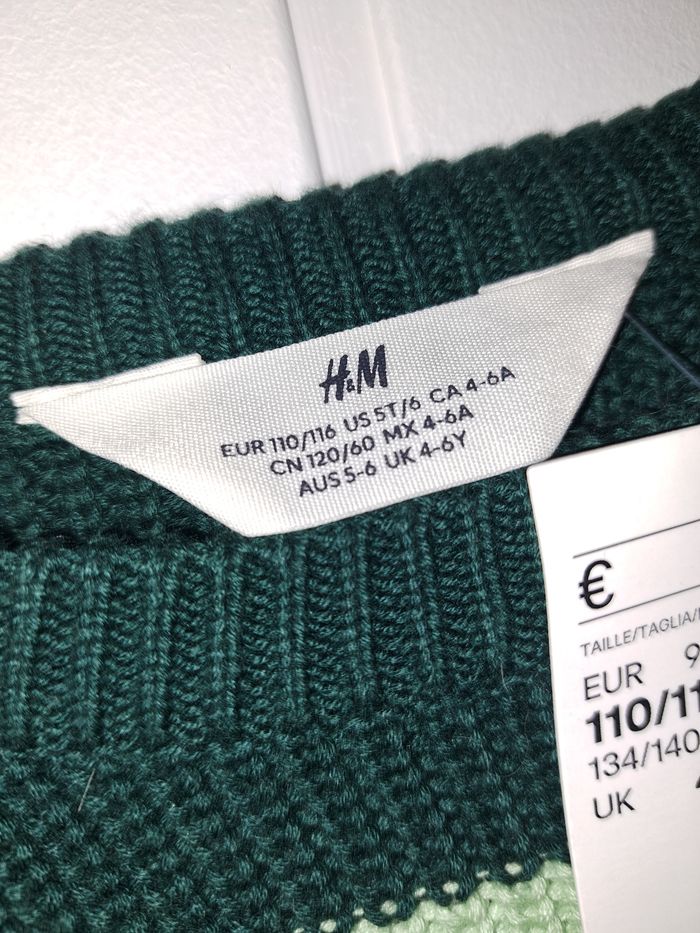 H&M
EUR 110/116 US 5T/6 CA 4-6A
CN 120/60 MX 4-6A
AUS 5-6 UK 4-6Y
€
TAILLE/TAGLIA/
EUR 9
110/11
134/140
UK